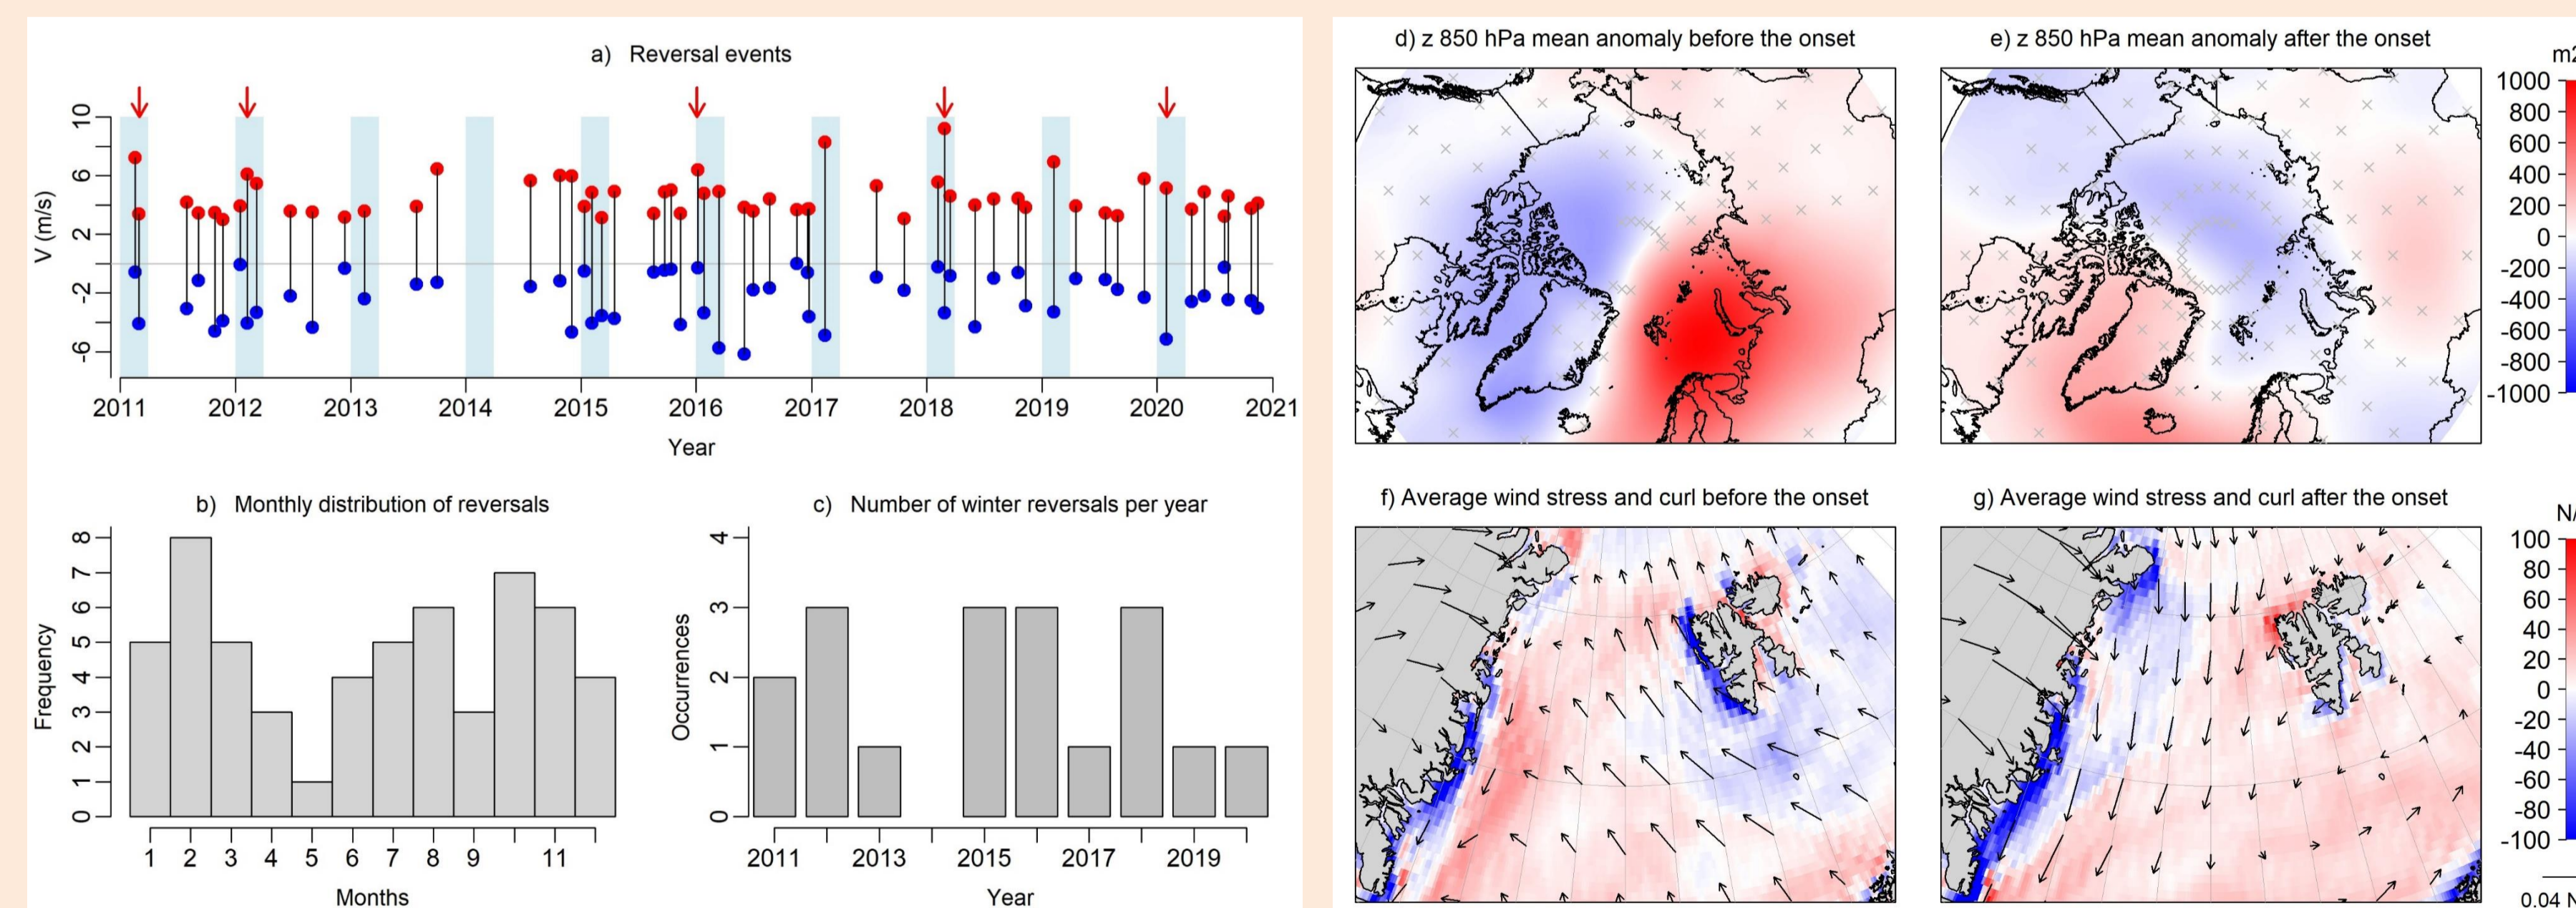 a) Reversal events
10
6
2
-2
-6
V (m/s)
2011 2012 2013 2014 2015 2016 2017 2018 2019 2020 2021
Year
b) Monthly distribution of reversals
8
7
6
5
4
3
2
1
0
Frequency
1 2 3 4 5 6 7 8 9 11
Months
c) Number of winter reversals per year
4
3
2
1
0
Occurrences
2011 2013 2015 2017 2019
Year
d) z 850 hPa mean anomaly before the onset
e) z 850 hPa mean anomaly after the onset
m2
1000
800
600
400
200
0
-200
-400
-600
-800
-1000
f) Average wind stress and curl before the onset
g) Average wind stress and curl after the onset
N/
100
80
60
40
20
0
-20
-40
-60
-80
-100
0.04